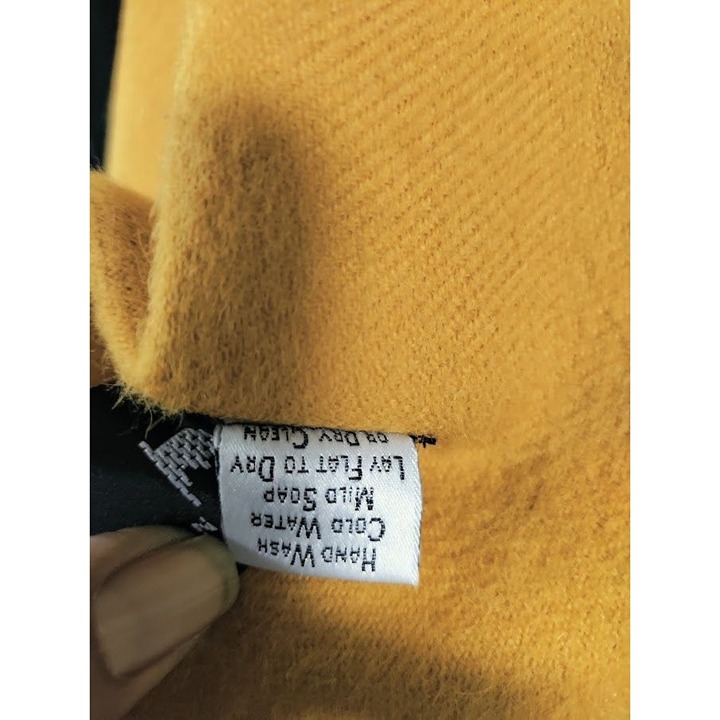 HAND WASH
COLD WATER
MILD SOAP
LAY FLAT TO DRY
OR DRY CLEAN